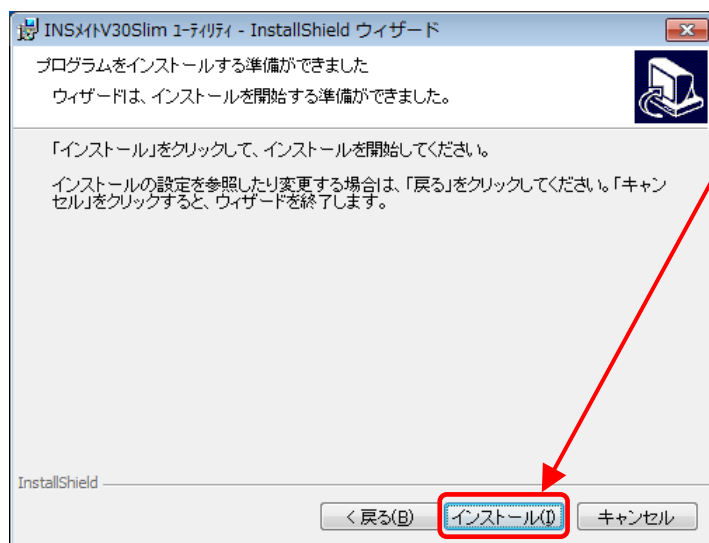 INSﾒｲﾄV30Slim ﾕｰﾃｨﾘﾃｨ - InstallShield ウィザード
プログラムをインストールする準備ができました
ウィザードは、インストールを開始する準備ができました。
「インストール」をクリックして、インストールを開始してください。
インストールの設定を参照したり変更する場合は、「戻る」をクリックしてください。「キャン
セル」をクリックすると、ウィザードを終了します。
InstallShield
< 戻る(B)
インストール(I)
キャンセル